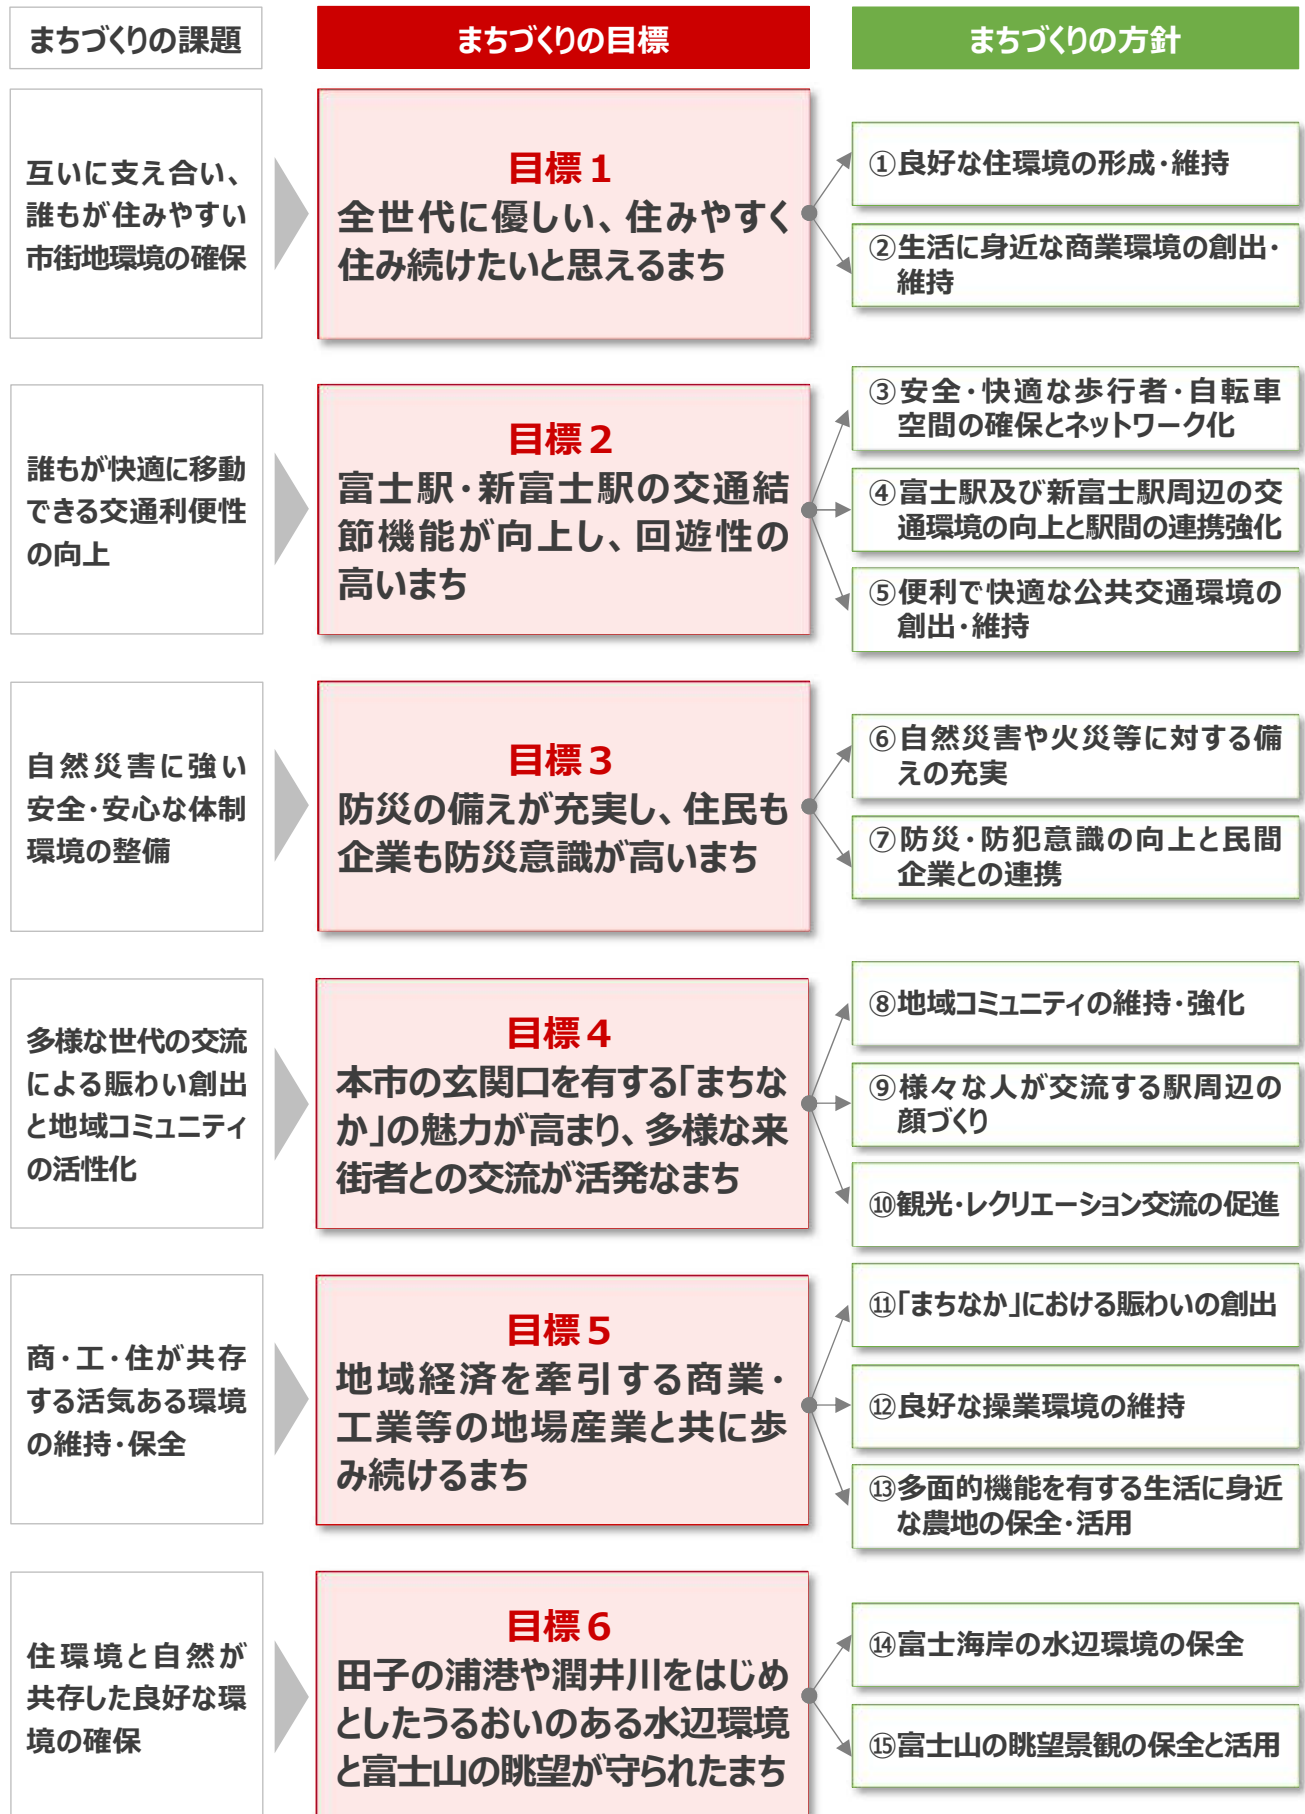 まちづくりの課題
まちづくりの目標
まちづくりの方針
互いに支え合い、
誰もが住みやすい
市街地環境の確保
目標１
全世代に優しい、住みやすく
住み続けたいと思えるまち
①良好な住環境の形成・維持
②生活に身近な商業環境の創出・
維持
誰もが快適に移動
できる交通利便性
の向上
目標２
富士駅・新富士駅の交通結
節機能が向上し、回遊性の
高いまち
③安全・快適な歩行者・自転車
空間の確保とネットワーク化
④富士駅及び新富士駅周辺の交
通環境の向上と駅間の連携強化
⑤便利で快適な公共交通環境の
創出・維持
自然災害に強い
安全・安心な体制
環境の整備
目標３
防災の備えが充実し、住民も
企業も防災意識が高いまち
⑥自然災害や火災等に対する備
えの充実
⑦防災・防犯意識の向上と民間
企業との連携
多様な世代の交流
による賑わい創出
と地域コミュニティ
の活性化
目標４
本市の玄関口を有する「まちな
か」の魅力が高まり、多様な来
街者との交流が活発なまち
⑧地域コミュニティの維持・強化
⑨様々な人が交流する駅周辺の
顔づくり
⑩観光・レクリエーション交流の促進
商・工・住が共存
する活気ある環境
の維持・保全
目標５
地域経済を牽引する商業・
工業等の地場産業と共に歩
み続けるまち
⑪「まちなか」における賑わいの創出
⑫良好な操業環境の維持
⑬多面的機能を有する生活に身近
な農地の保全・活用
住環境と自然が
共存した良好な環
境の確保
目標６
田子の浦港や潤井川をはじめ
としたうるおいのある水辺環境
と富士山の眺望が守られたまち
⑭富士海岸の水辺環境の保全
⑮富士山の眺望景観の保全と活用